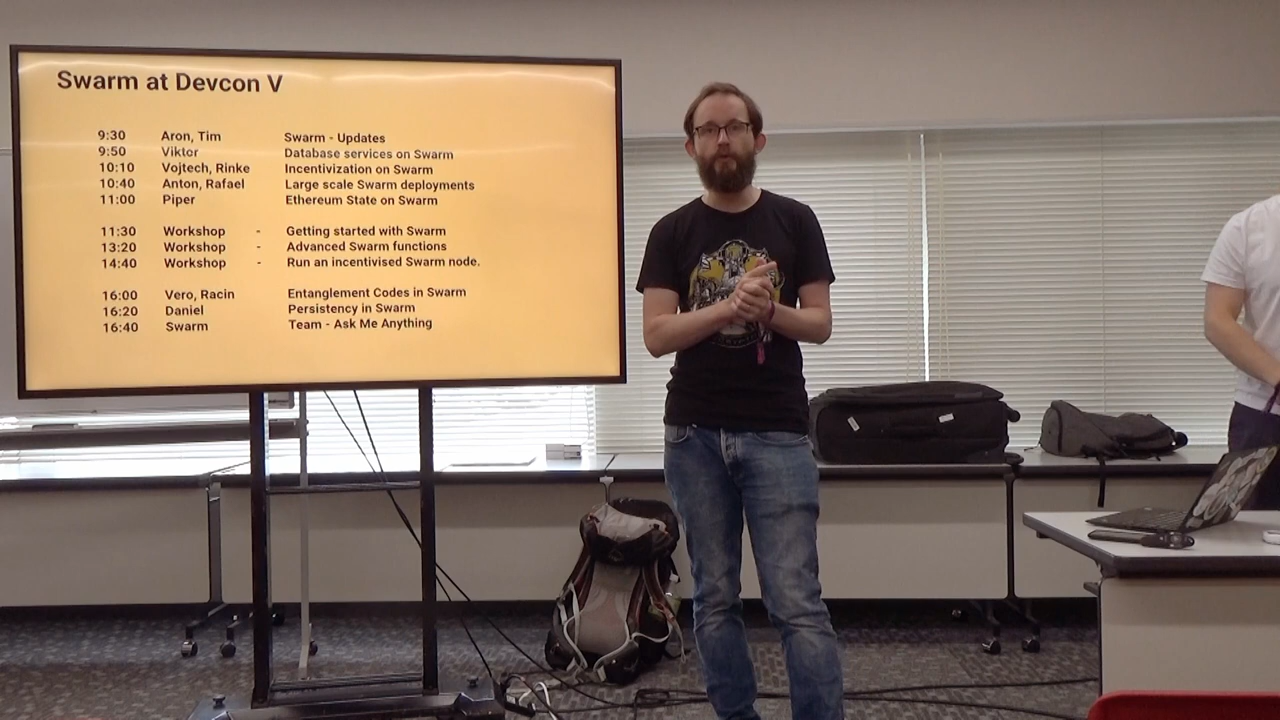 Swarm at Devcon V
9:30 Aron, Tim Swarm - Updates
9:50 Viktor Database services on Swarm
10:10 Vojtech, Rinke Incentivization on Swarm
10:40 Anton, Rafael Large scale Swarm deployments
11:00 Piper Ethereum State on Swarm
11:30 Workshop - Getting started with Swarm
13:20 Workshop - Advanced Swarm functions
14:40 Workshop - Run an incentivised Swarm node.
16:00 Vero, Racin Entanglement Codes in Swarm
16:20 Daniel Persistency in Swarm
16:40 Swarm Team - Ask Me Anything